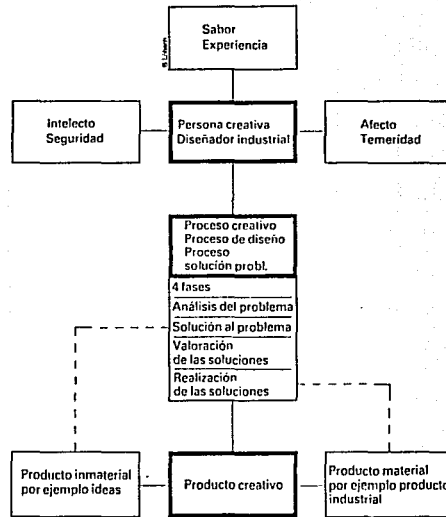 Sabor
Experiencia
Intelecto
Seguridad
Persona creativa
Diseñador industrial
Afecto
Temeridad
Proceso creativo
Proceso de diseño
Proceso
solución probl.
4 fases
Análisis del problema
Solución al problema
Valoración
de las soluciones
Realización
de las soluciones
Producto inmaterial
por ejemplo ideas
Producto creativo
Producto material
por ejemplo producto
industrial